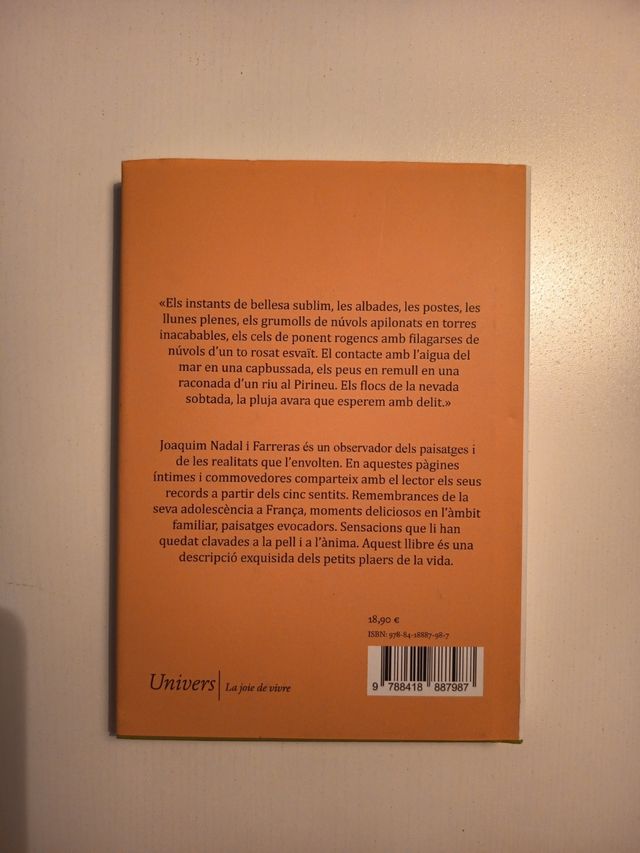 «Els instants de bellesa sublim, les albades, les postes, les
llunes plenes, els grumolls de núvols apilonats en torres
inacabables, els cels de ponent rogencs amb filagarses de
núvols d'un to rosat esvaït. El contacte amb l'aigua del
mar en una capbussada, els peus en remull en una
raconada d'un riu al Pirineu. Els flocs de la nevada
sobtada, la pluja avara que esperem amb delit.»
Joaquim Nadal i Farreras és un observador dels paisatges i
de les realitats que l'envolten. En aquestes pàgines
íntimes i commovedores comparteix amb el lector els seus
records a partir dels cinc sentits. Remembrances de la
seva adolescència a França, moments deliciosos en l'àmbit
familiar, paisatges evocadors. Sensacions que li han
quedat clavades a la pell i a l'ànima. Aquest llibre és una
descripció exquisida dels petits plaers de la vida.
18,90 €
ISBN: 978-84-18887-98-7
9 788418 887987
Univers | La joie de vivre